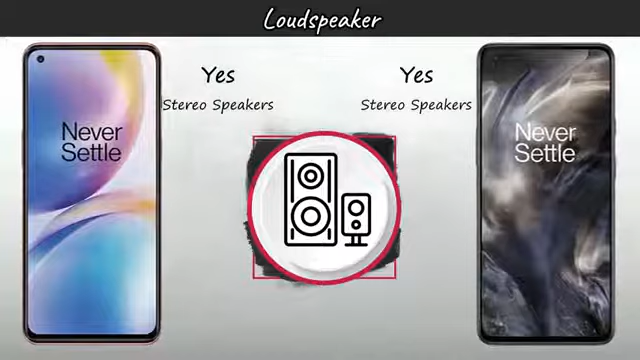 Loudspeaker
Yes
Yes
Stereo Speakers
Stereo Speakers
Never
Settle
Never
Settle